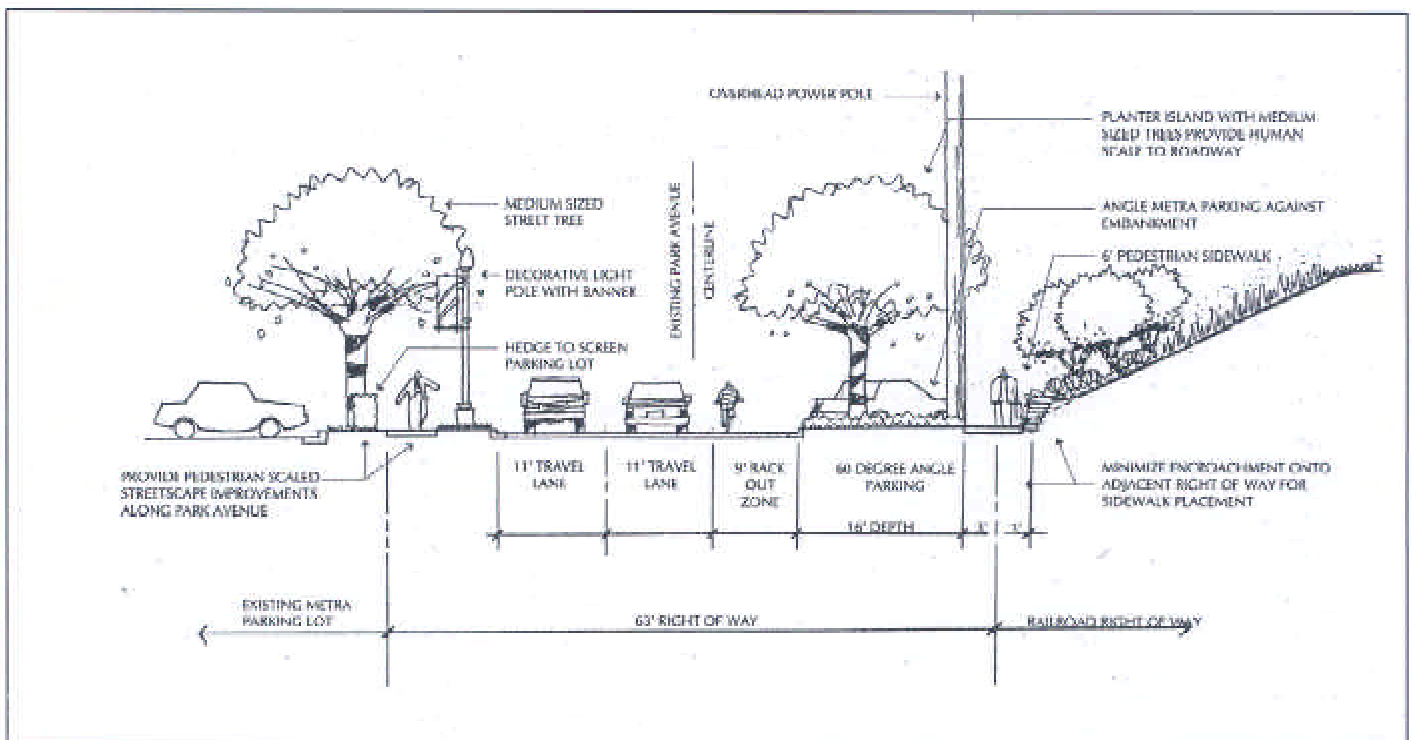 OVERHEAD POWER POLE
PLANTER ISLAND WITH MEDIUM
SIZED TREES PROVIDE HUMAN
SCALE TO ROADWAY
MEDIUM SIZED
STREET TREE
EXISTING PARK AVENUE
CENTERLINE
ANGLE METRA PARKING AGAINST
EMBANKMENT
6' PEDESTRIAN SIDEWALK
DECORATIVE LIGHT
POLE WITH BANNER
HEDGE TO SCREEN
PARKING LOT
PROVIDE PEDESTRIAN SCALED
STREETSCAPE IMPROVEMENTS
ALONG PARK AVENUE
11' TRAVEL
LANE
11' TRAVEL
LANE
9' BACK
OUT
ZONE
60 DEGREE ANGLE
PARKING
MINIMIZE ENCROACHMENT ONTO
ADJACENT RIGHT OF WAY FOR
SIDEWALK PLACEMENT
16' DEPTH
EXISTING METRA
PARKING LOT
63' RIGHT OF WAY
RAILROAD RIGHT OF WAY